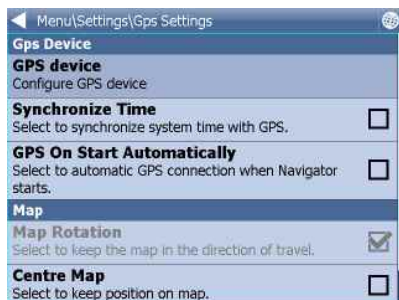 Menu\Settings\Gps Settings
Gps Device
GPS device
Configure GPS device
Synchronize Time
Select to synchronize system time with GPS.
GPS On Start Automatically
Select to automatic GPS connection when Navigator
starts.
Map
Map Rotation
Select to keep the map in the direction of travel.
Centre Map
Select to keep position on map.